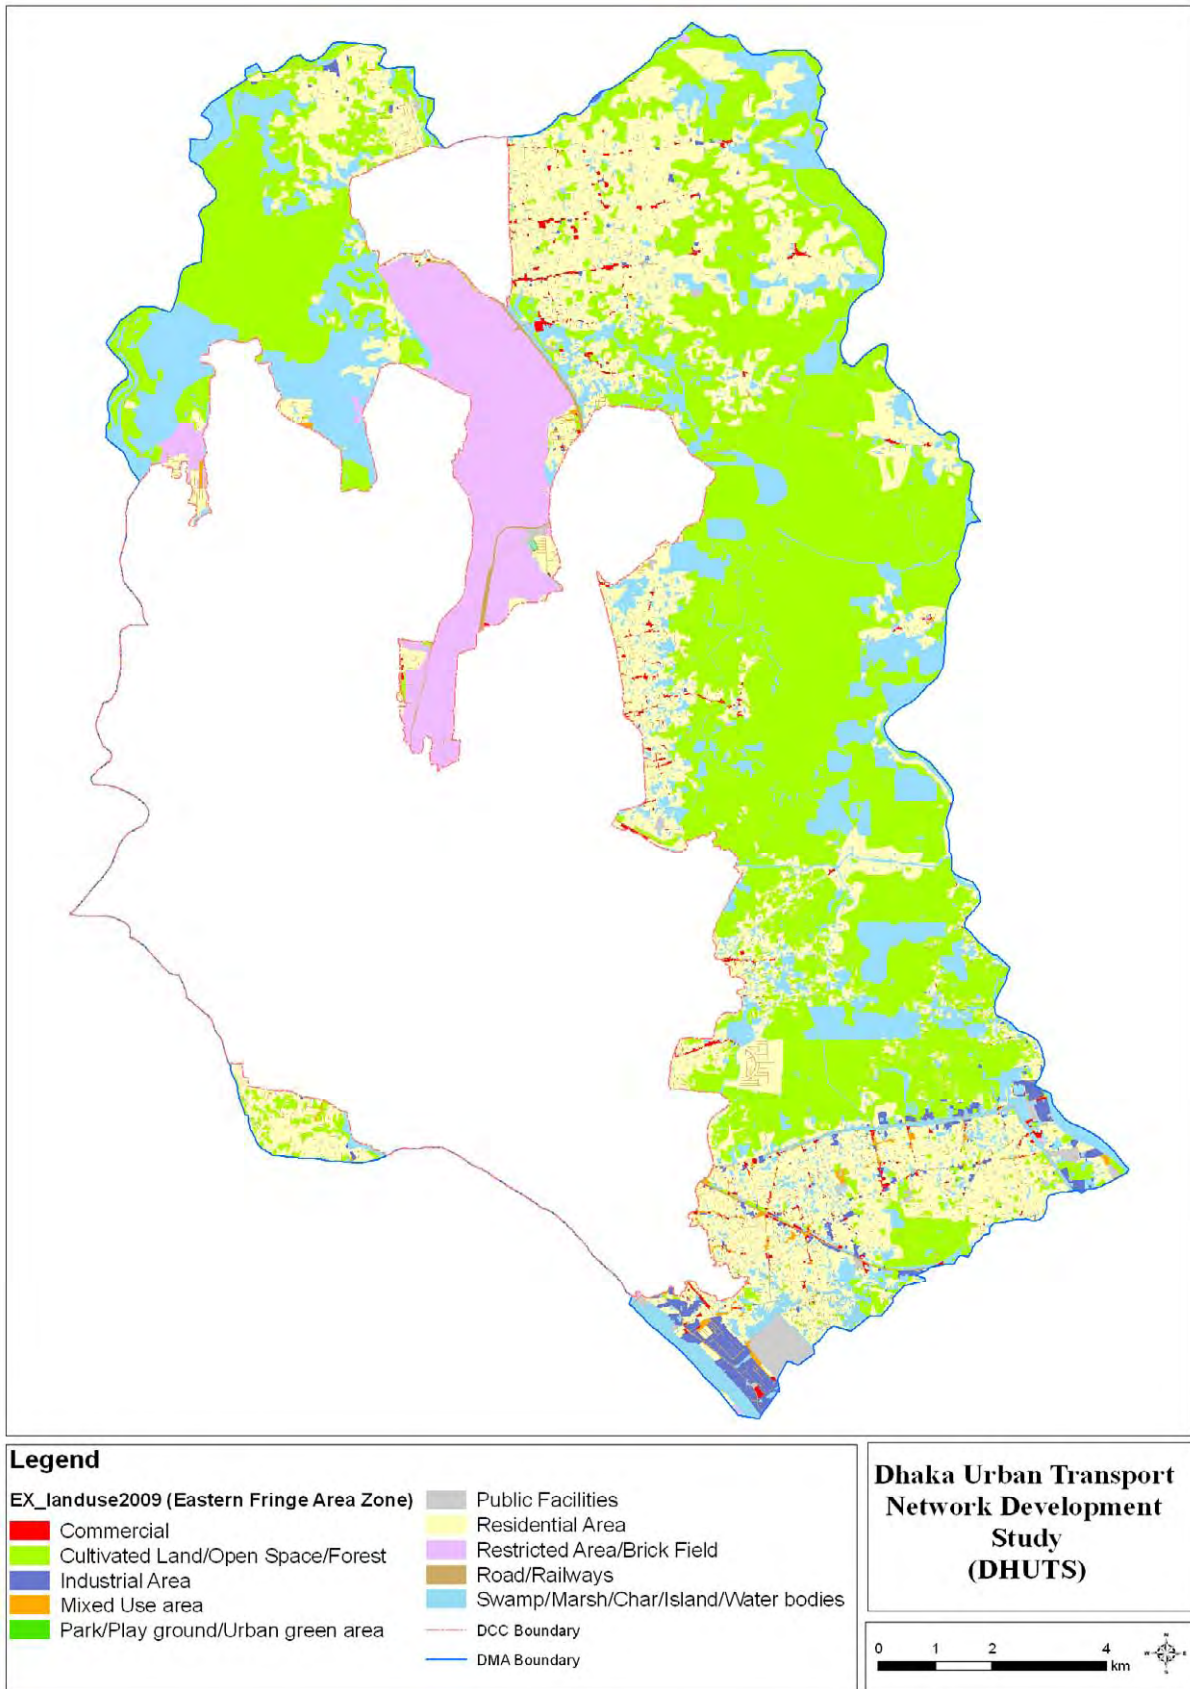 Legend
EX_landuse2009 (Eastern Fringe Area Zone)
Commercial
Cultivated Land/Open Space/Forest
Industrial Area
Mixed Use area
Park/Play ground/Urban green area
Public Facilities
Residential Area
Restricted Area/Brick Field
Road/Railways
Swamp/Marsh/Char/Island/Water bodies
DCC Boundary
DMA Boundary
Dhaka Urban Transport
Network Development
Study
(DHUTS)
0 1 2 4
km
N
W E
S